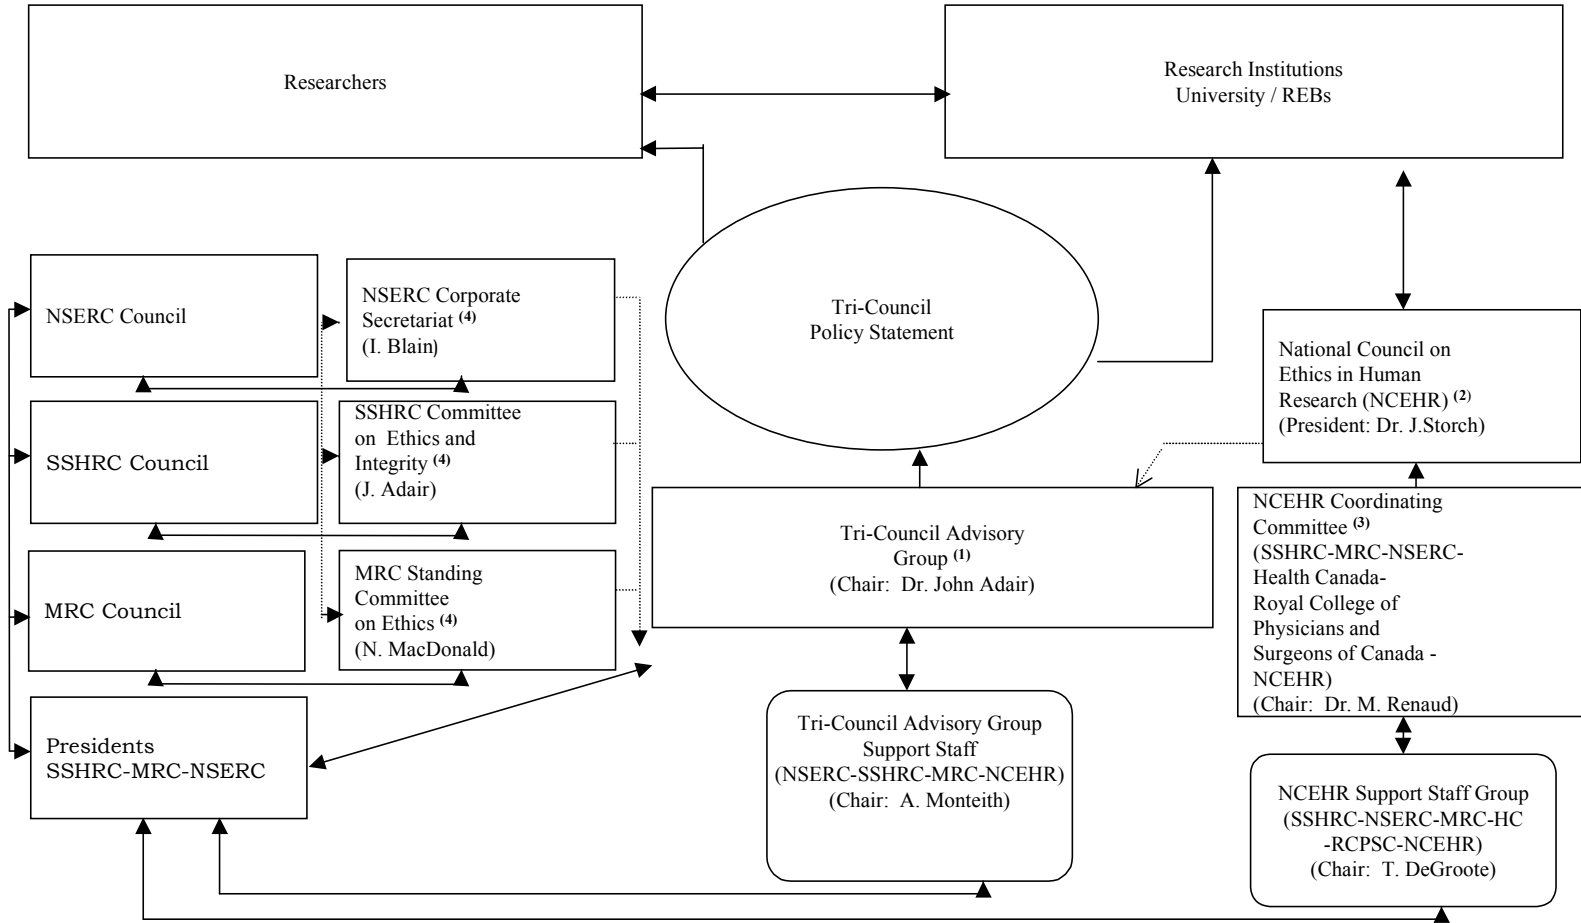 Researchers
Research Institutions
University / REBs
Tri-Council
Policy Statement
NSERC Council
NSERC Corporate
Secretariat (4)
(I. Blain)
SSHRC Council
SSHRC Committee
on Ethics and
Integrity (4)
(J. Adair)
MRC Council
MRC Standing
Committee
on Ethics (4)
(N. MacDonald)
Presidents
SSHRC-MRC-NSERC
Tri-Council Advisory
Group (1)
(Chair: Dr. John Adair)
Tri-Council Advisory Group
Support Staff
(NSERC-SSHRC-MRC-NCEHR)
(Chair: A. Monteith)
National Council on
Ethics in Human
Research (NCEHR) (2)
(President: Dr. J.Storch)
NCEHR Coordinating
Committee (3)
(SSHRC-MRC-NSERC-
Health Canada-
Royal College of
Physicians and
Surgeons of Canada -
NCEHR)
(Chair: Dr. M. Renaud)
NCEHR Support Staff Group
(SSHRC-NSERC-MRC-HC
-RCPSC-NCEHR)
(Chair: T. DeGroote)